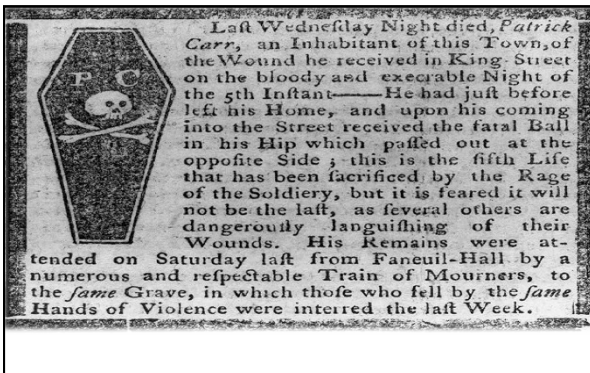 P C
Laſt Wedneſday Night died, Patrick
Carr, an Inhabitant of this Town, of
the Wound he received in King Street
on the bloody and execrable Night of
the 5th Inſtant——He had juſt before
left his Home, and upon his coming
into the Street received the fatal Ball
in his Hip which paſſed out at the
oppoſite Side ; this is the fifth Life
that has been ſacrificed by the Rage
of the Soldiery, but it is feared it will
not be the laſt, as ſeveral others are
dangerouſly languiſhing of their
Wounds. His Remains were at-
tended on Saturday laſt from Faneuil-Hall by a
numerous and reſpectable Train of Mourners, to
the ſame Grave, in which thoſe who fell by the ſame
Hands of Violence were interred the laſt Week.